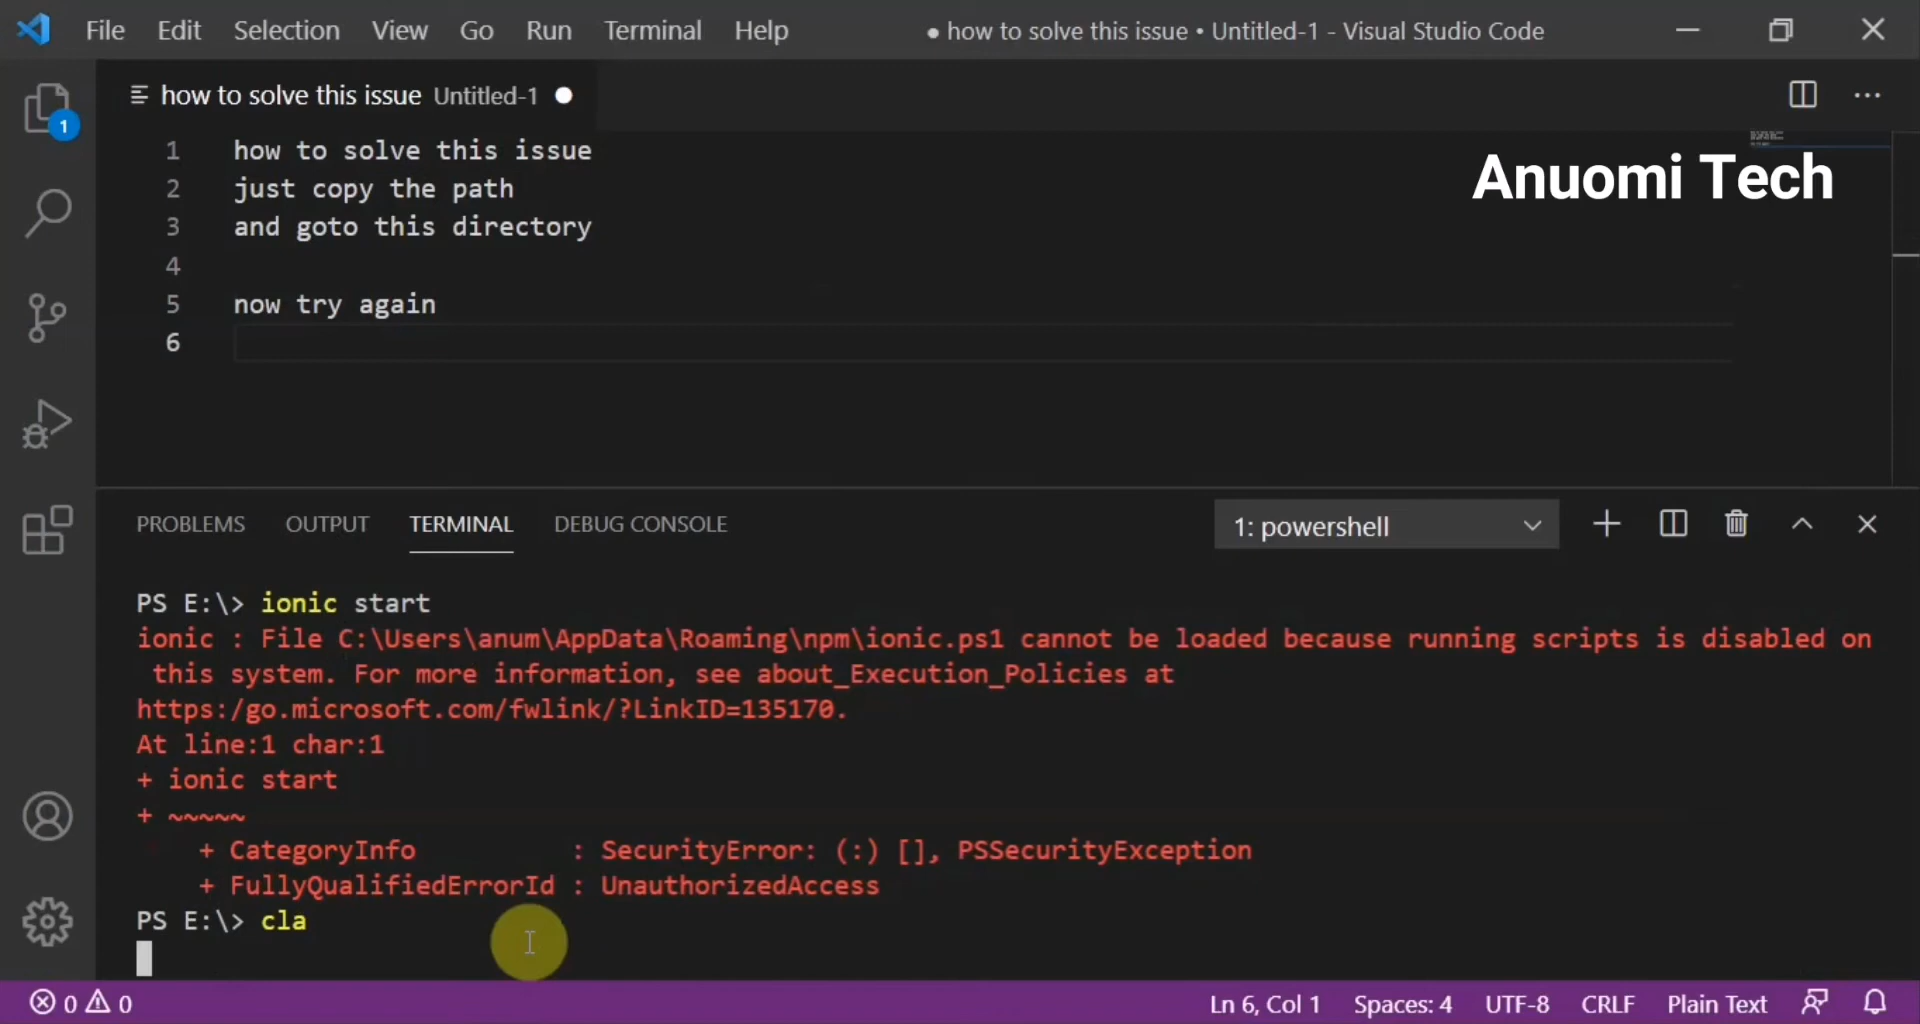 File Edit Selection View Go Run Terminal Help ● how to solve this issue • Untitled-1 - Visual Studio Code
how to solve this issue Untitled-1 ●
1
1 how to solve this issue
2 just copy the path
3 and goto this directory
4
5 now try again
6
Anuomi Tech
PROBLEMS OUTPUT TERMINAL DEBUG CONSOLE 1: powershell
PS E:\> ionic start
ionic : File C:\Users\anum\AppData\Roaming\npm\ionic.ps1 cannot be loaded because running scripts is disabled on
this system. For more information, see about_Execution_Policies at
https:/go.microsoft.com/fwlink/?LinkID=135170.
At line:1 char:1
+ ionic start
+ ~~~~~
+ CategoryInfo : SecurityError: (:) [], PSSecurityException
+ FullyQualifiedErrorId : UnauthorizedAccess
PS E:\> cla
0 0 Ln 6, Col 1 Spaces: 4 UTF-8 CRLF Plain Text